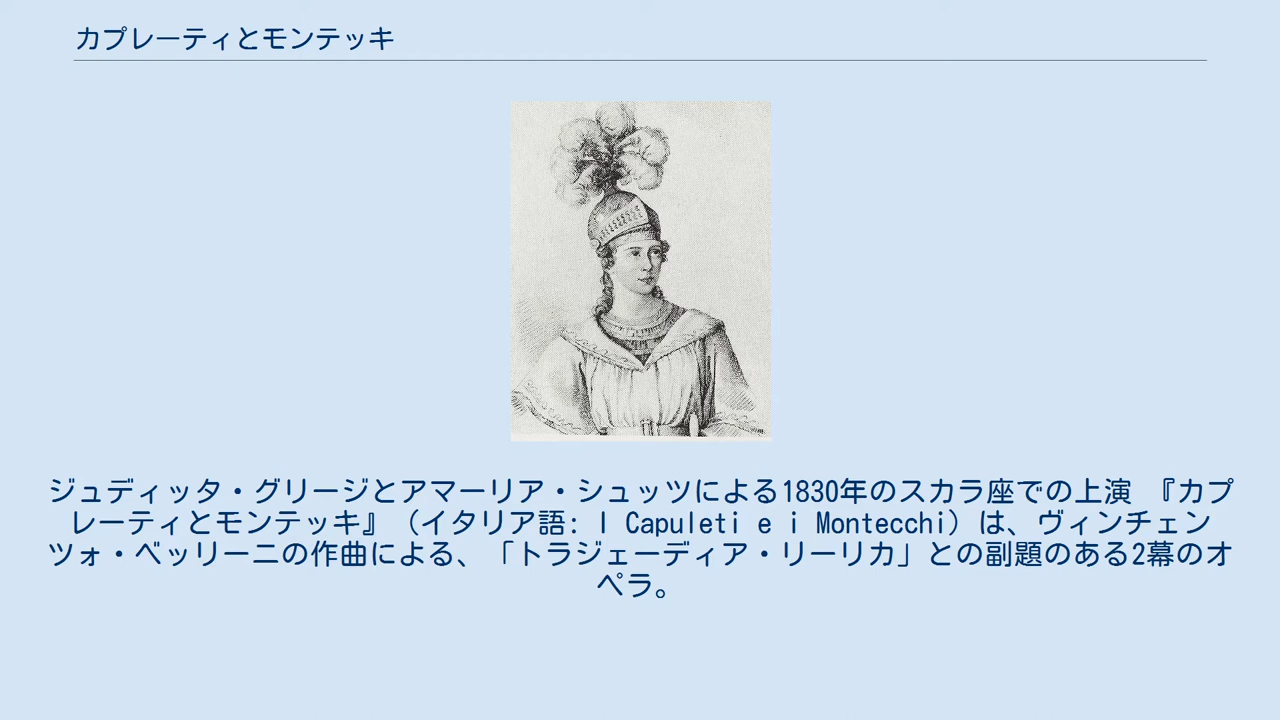 カプレーティとモンテッキ
ジュディッタ・グリージとアマーリア・シュッツによる1830年のスカラ座での上演 『カプ
レーティとモンテッキ』（イタリア語: I Capuleti e i Montecchi）は、ヴィンチェン
ツォ・ベッリーニの作曲による、「トラジェーディア・リーリカ」との副題のある2幕のオ
ペラ。